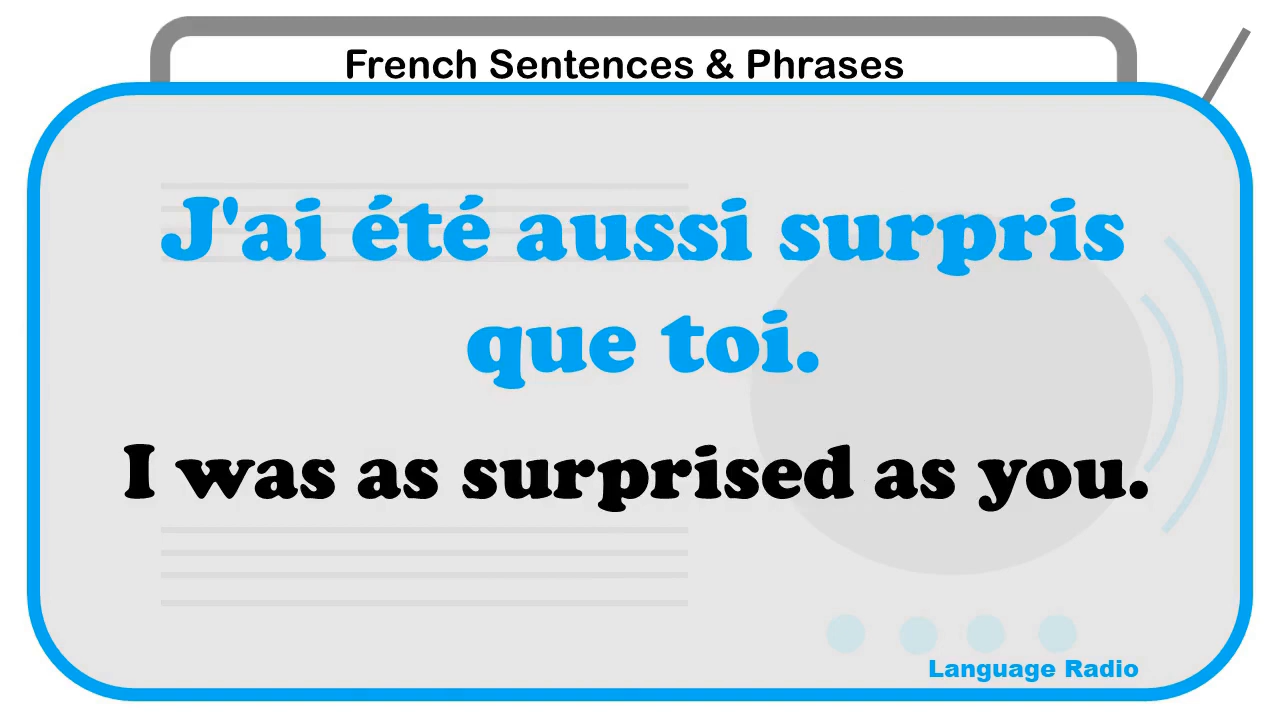 French Sentences & Phrases
J'ai été aussi surpris
que toi.
I was as surprised as you.
Language Radio